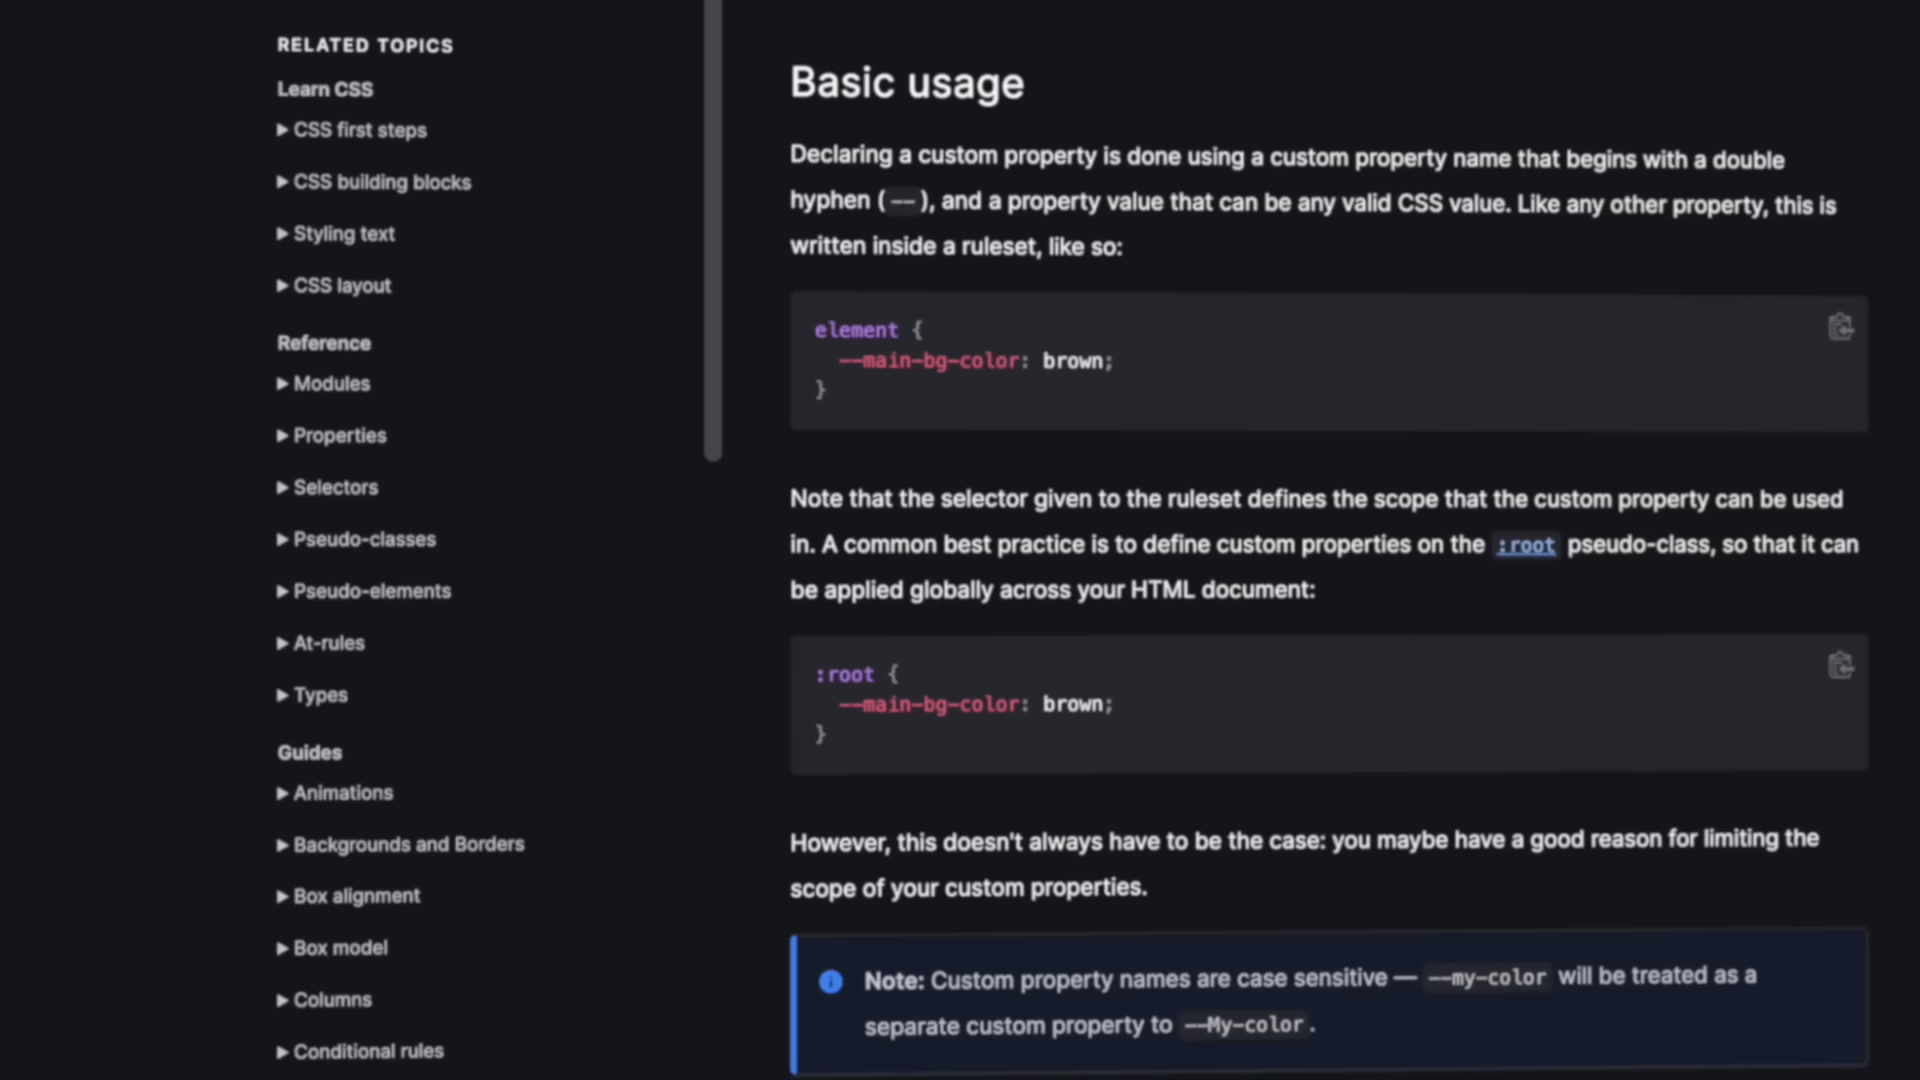 RELATED TOPICS
Learn CSS
CSS first steps
CSS building blocks
Styling text
CSS layout
Reference
Modules
Properties
Selectors
Pseudo-classes
Pseudo-elements
At-rules
Types
Guides
Animations
Backgrounds and Borders
Box alignment
Box model
Columns
Conditional rules
Basic usage
Declaring a custom property is done using a custom property name that begins with a double
hyphen (--), and a property value that can be any valid CSS value. Like any other property, this is
written inside a ruleset, like so:
element {
--main-bg-color: brown;
}
Note that the selector given to the ruleset defines the scope that the custom property can be used
in. A common best practice is to define custom properties on the :root pseudo-class, so that it can
be applied globally across your HTML document:
:root {
--main-bg-color: brown;
}
However, this doesn't always have to be the case: you maybe have a good reason for limiting the
scope of your custom properties.
Note: Custom property names are case sensitive — --my-color will be treated as a
separate custom property to --My-color.